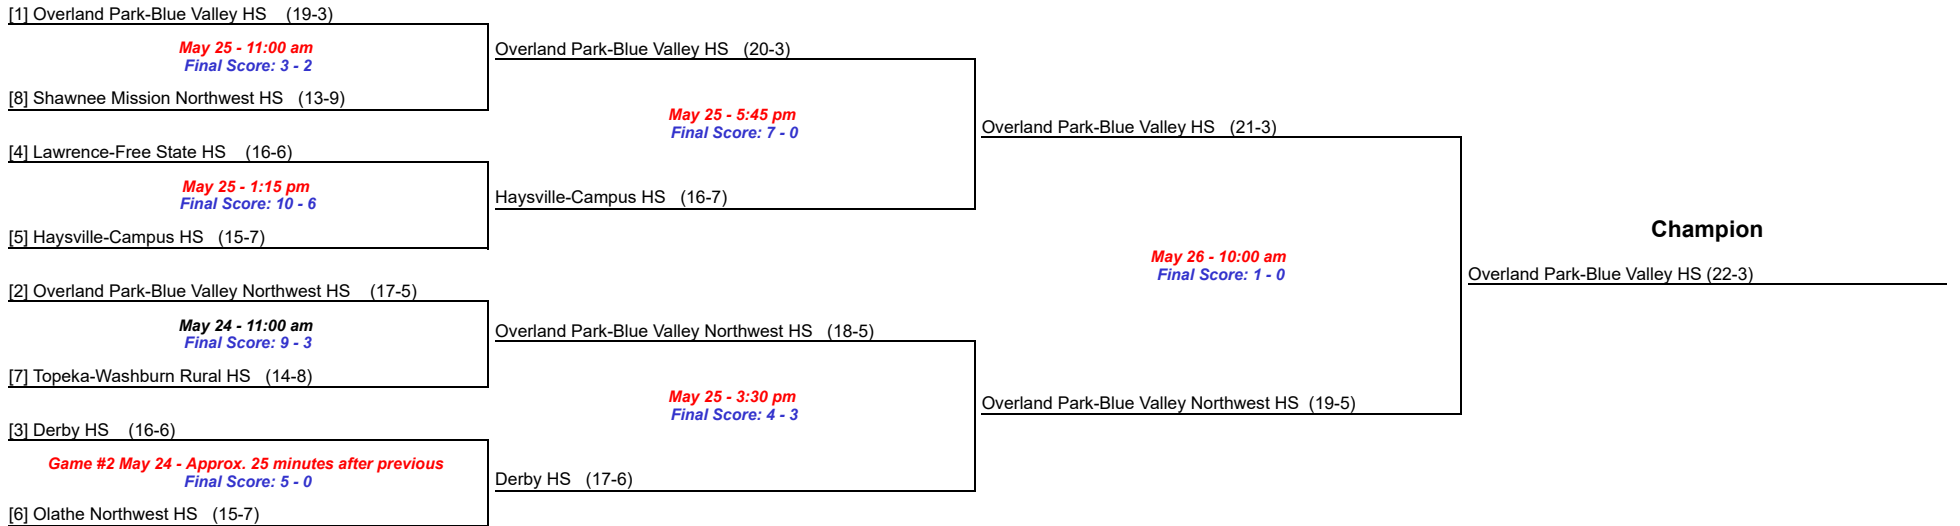 [1] Overland Park-Blue Valley HS (19-3)
May 25 - 11:00 am
Final Score: 3 - 2
[8] Shawnee Mission Northwest HS (13-9)
[4] Lawrence-Free State HS (16-6)
May 25 - 1:15 pm
Final Score: 10 - 6
[5] Haysville-Campus HS (15-7)
[2] Overland Park-Blue Valley Northwest HS (17-5)
May 24 - 11:00 am
Final Score: 9 - 3
[7] Topeka-Washburn Rural HS (14-8)
[3] Derby HS (16-6)
Game #2 May 24 - Approx. 25 minutes after previous
Final Score: 5 - 0
[6] Olathe Northwest HS (15-7)
Overland Park-Blue Valley HS (20-3)
May 25 - 5:45 pm
Final Score: 7 - 0
Haysville-Campus HS (16-7)
Overland Park-Blue Valley Northwest HS (18-5)
May 25 - 3:30 pm
Final Score: 4 - 3
Derby HS (17-6)
Overland Park-Blue Valley HS (21-3)
May 26 - 10:00 am
Final Score: 1 - 0
Overland Park-Blue Valley Northwest HS (19-5)
Champion
Overland Park-Blue Valley HS (22-3)